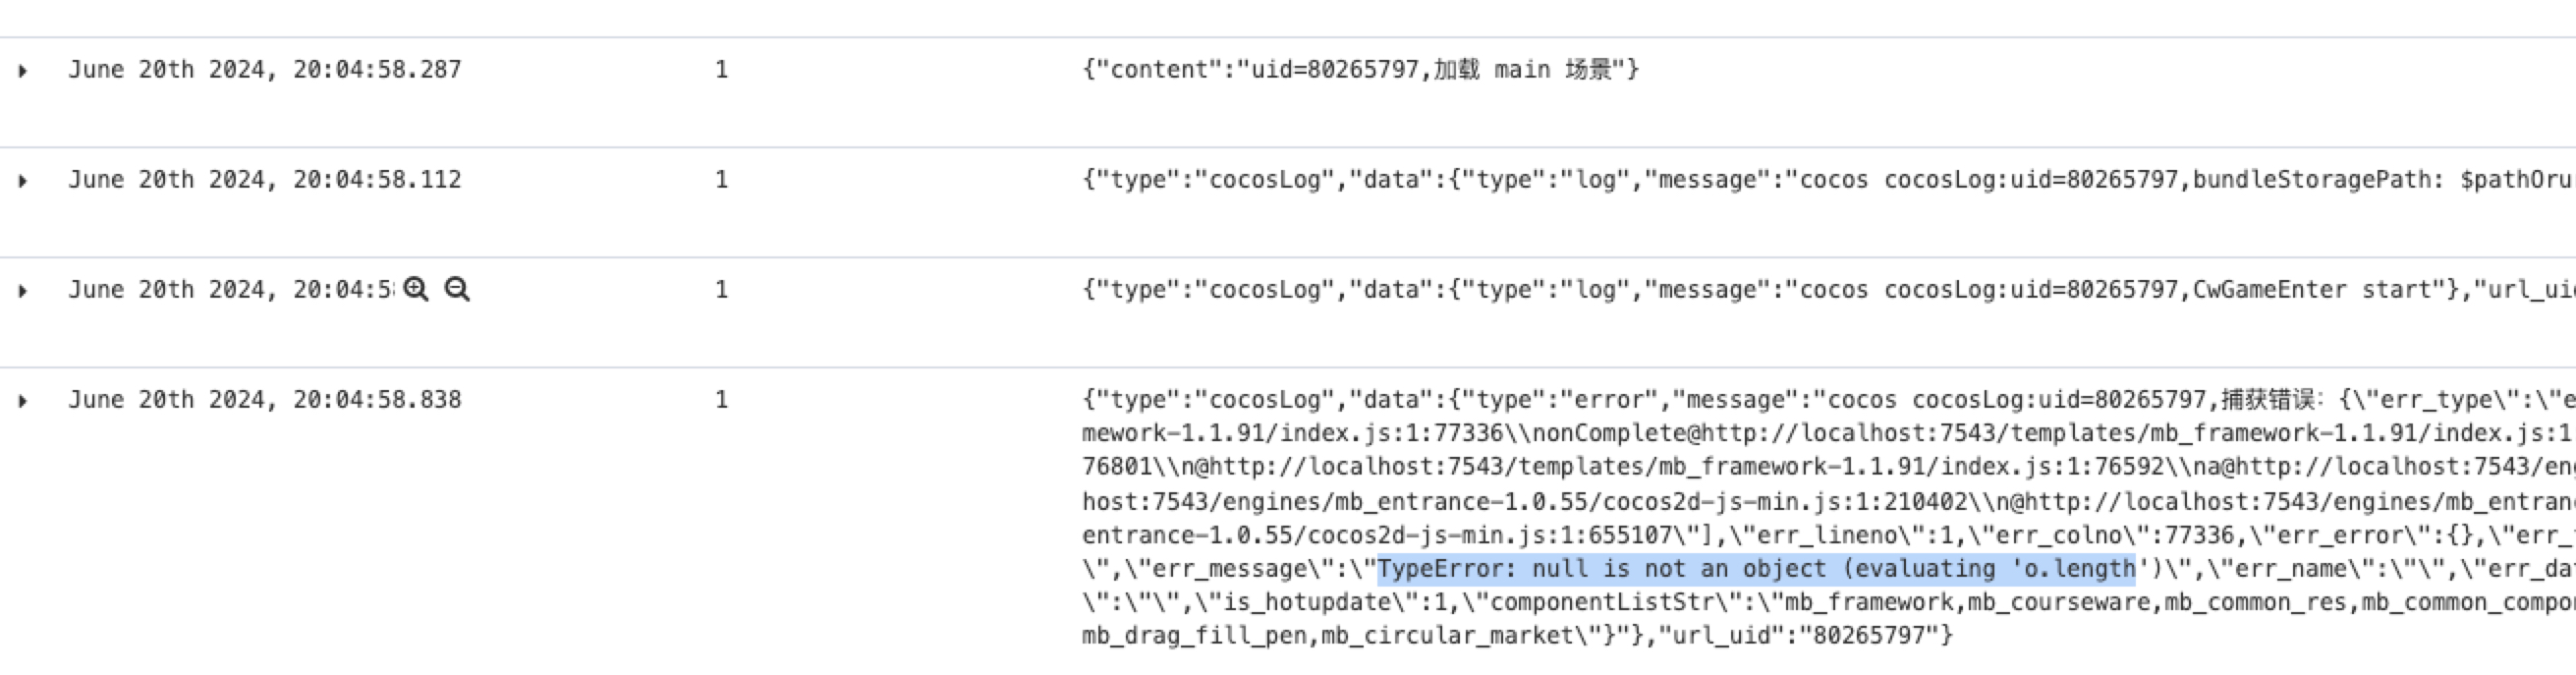 June 20th 2024, 20:04:58.287 1 {"content":"uid=80265797,加载 main 场景"}
June 20th 2024, 20:04:58.112 1 {"type":"cocosLog","data":{"type":"log","message":"cocos cocosLog:uid=80265797,bundleStoragePath: $pathOru
June 20th 2024, 20:04:5 1 {"type":"cocosLog","data":{"type":"log","message":"cocos cocosLog:uid=80265797,CwGameEnter start"},"url_uid
June 20th 2024, 20:04:58.838 1 {"type":"cocosLog","data":{"type":"error","message":"cocos cocosLog:uid=80265797,捕获错误: {\"err_type\":\"e
mework-1.1.91/index.js:1:77336\\nonComplete@http://localhost:7543/templates/mb_framework-1.1.91/index.js:1
76801\\n@http://localhost:7543/templates/mb_framework-1.1.91/index.js:1:76592\\na@http://localhost:7543/en
host:7543/engines/mb_entrance-1.0.55/cocos2d-js-min.js:1:210402\\n@http://localhost:7543/engines/mb_entran
entrance-1.0.55/cocos2d-js-min.js:1:655107\"],\"err_lineno\":1,\"err_colno\":77336,\"err_error\":{},\"err_
\",\"err_message\":\"TypeError: null is not an object (evaluating 'o.length')\",\"err_name\":\"\",\"err_da
\":\"\",\"is_hotupdate\":1,\"componentListStr\":\"mb_framework,mb_courseware,mb_common_res,mb_common_compo
mb_drag_fill_pen,mb_circular_market\"}"},"url_uid":"80265797"}